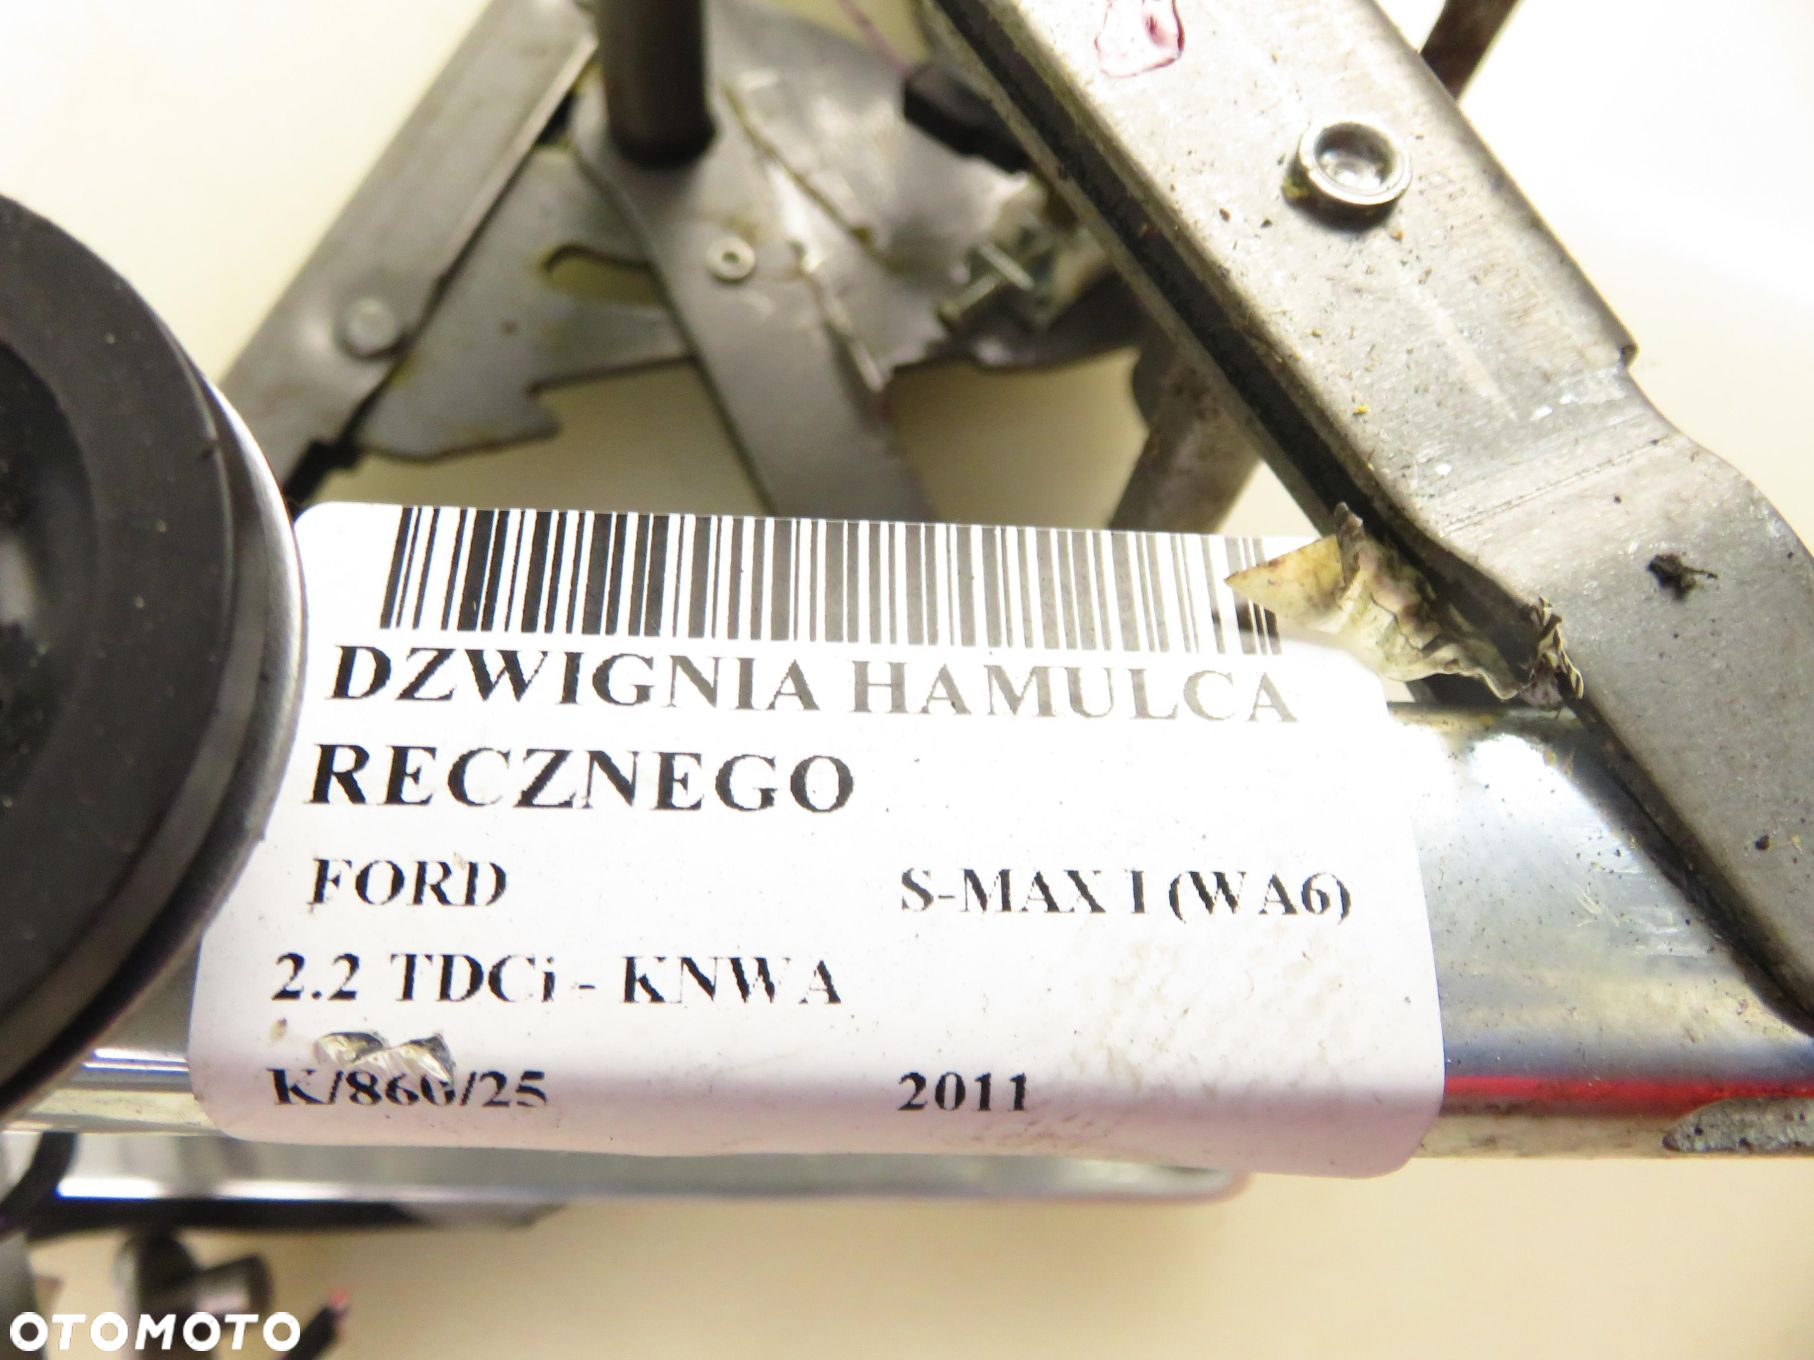 DZWIGNIA HAMULCA
RECZNEGO
FORD S-MAX I (WA6)
2.2 TDCi - KNWA
K/860/25 2011
OTOMOTO